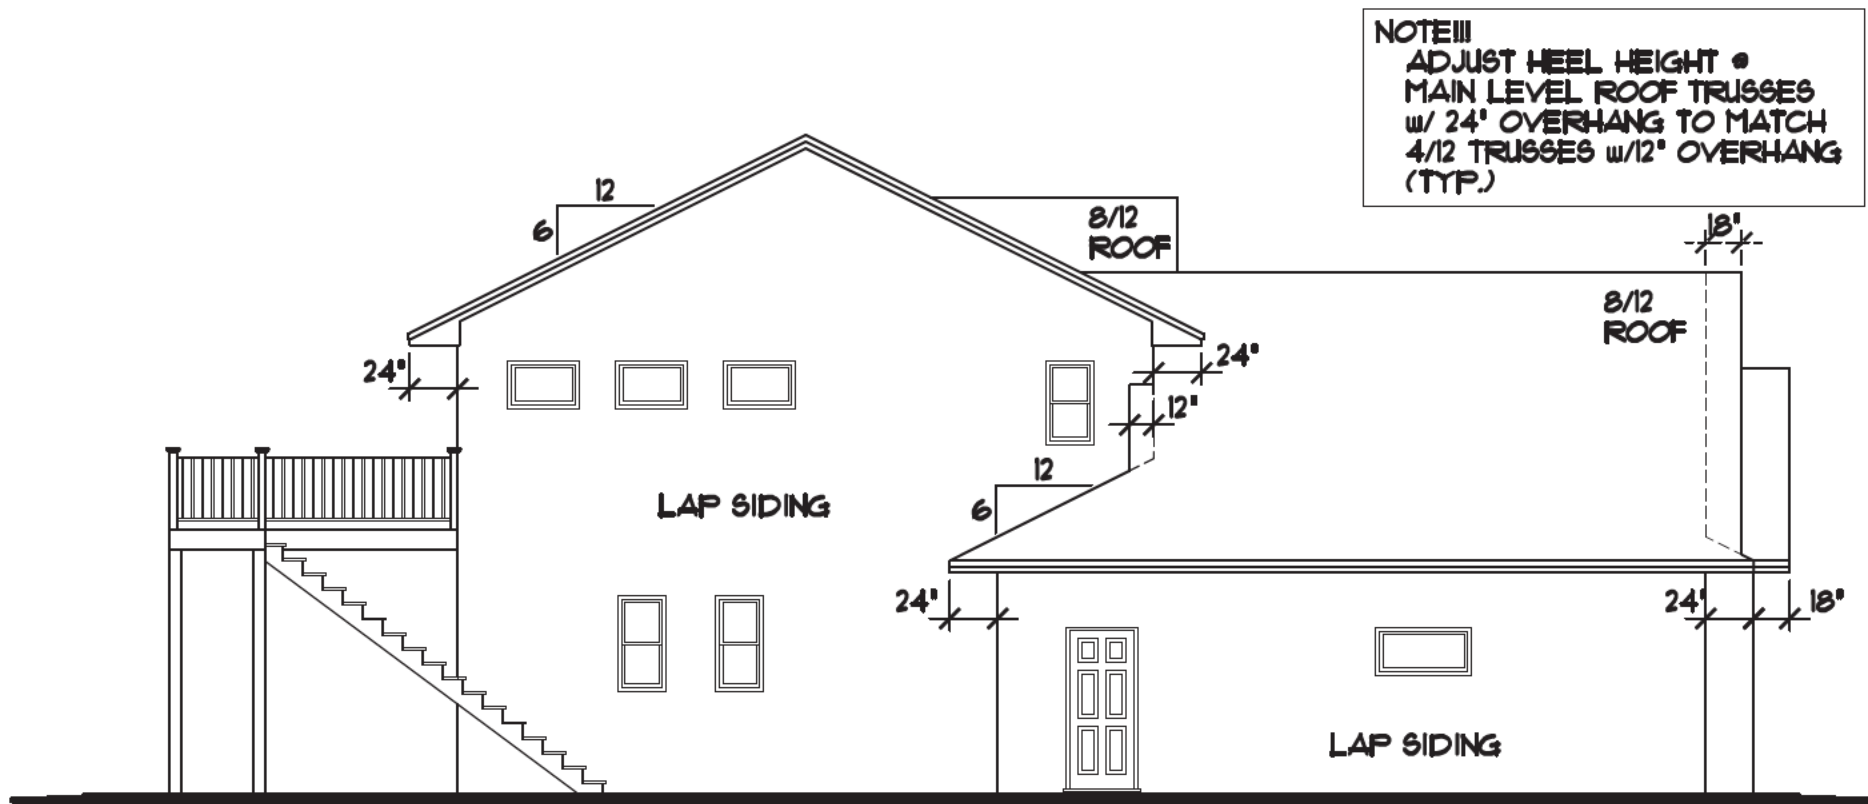 NOTE!!!
ADJUST HEEL HEIGHT @
MAIN LEVEL ROOF TRUSSES
w/ 24" OVERHANG TO MATCH
4/12 TRUSSES w/12" OVERHANG
(TYP.)
12
6
8/12
ROOF
18"
8/12
ROOF
24"
24"
12"
12
6
LAP SIDING
24"
24"
18"
LAP SIDING